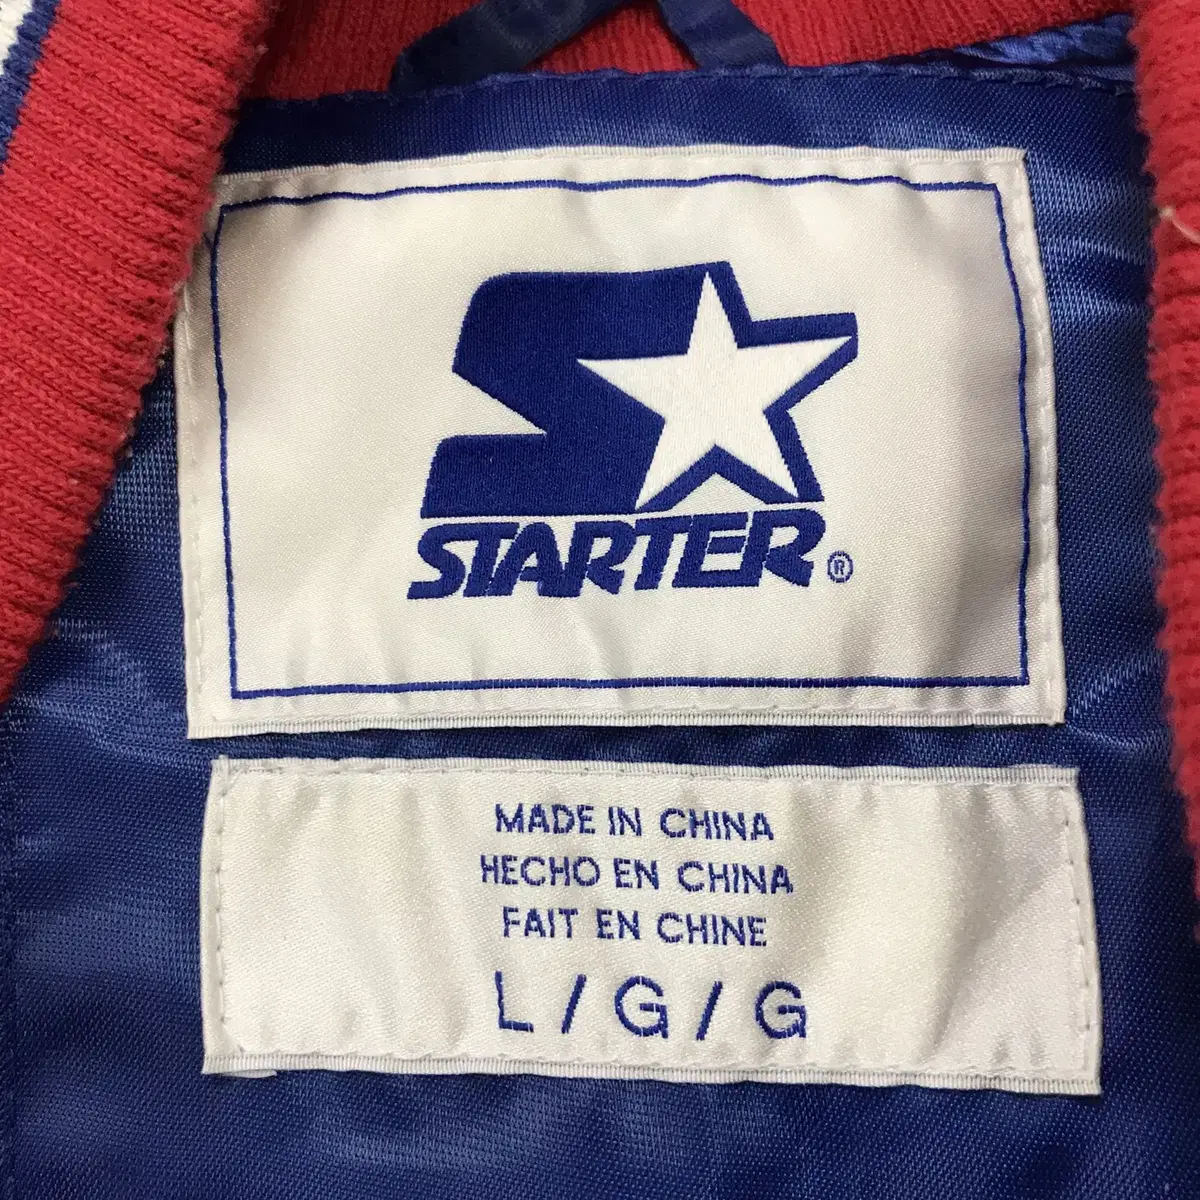 STARTER®
MADE IN CHINA
HECHO EN CHINA
FAIT EN CHINE
L / G / G